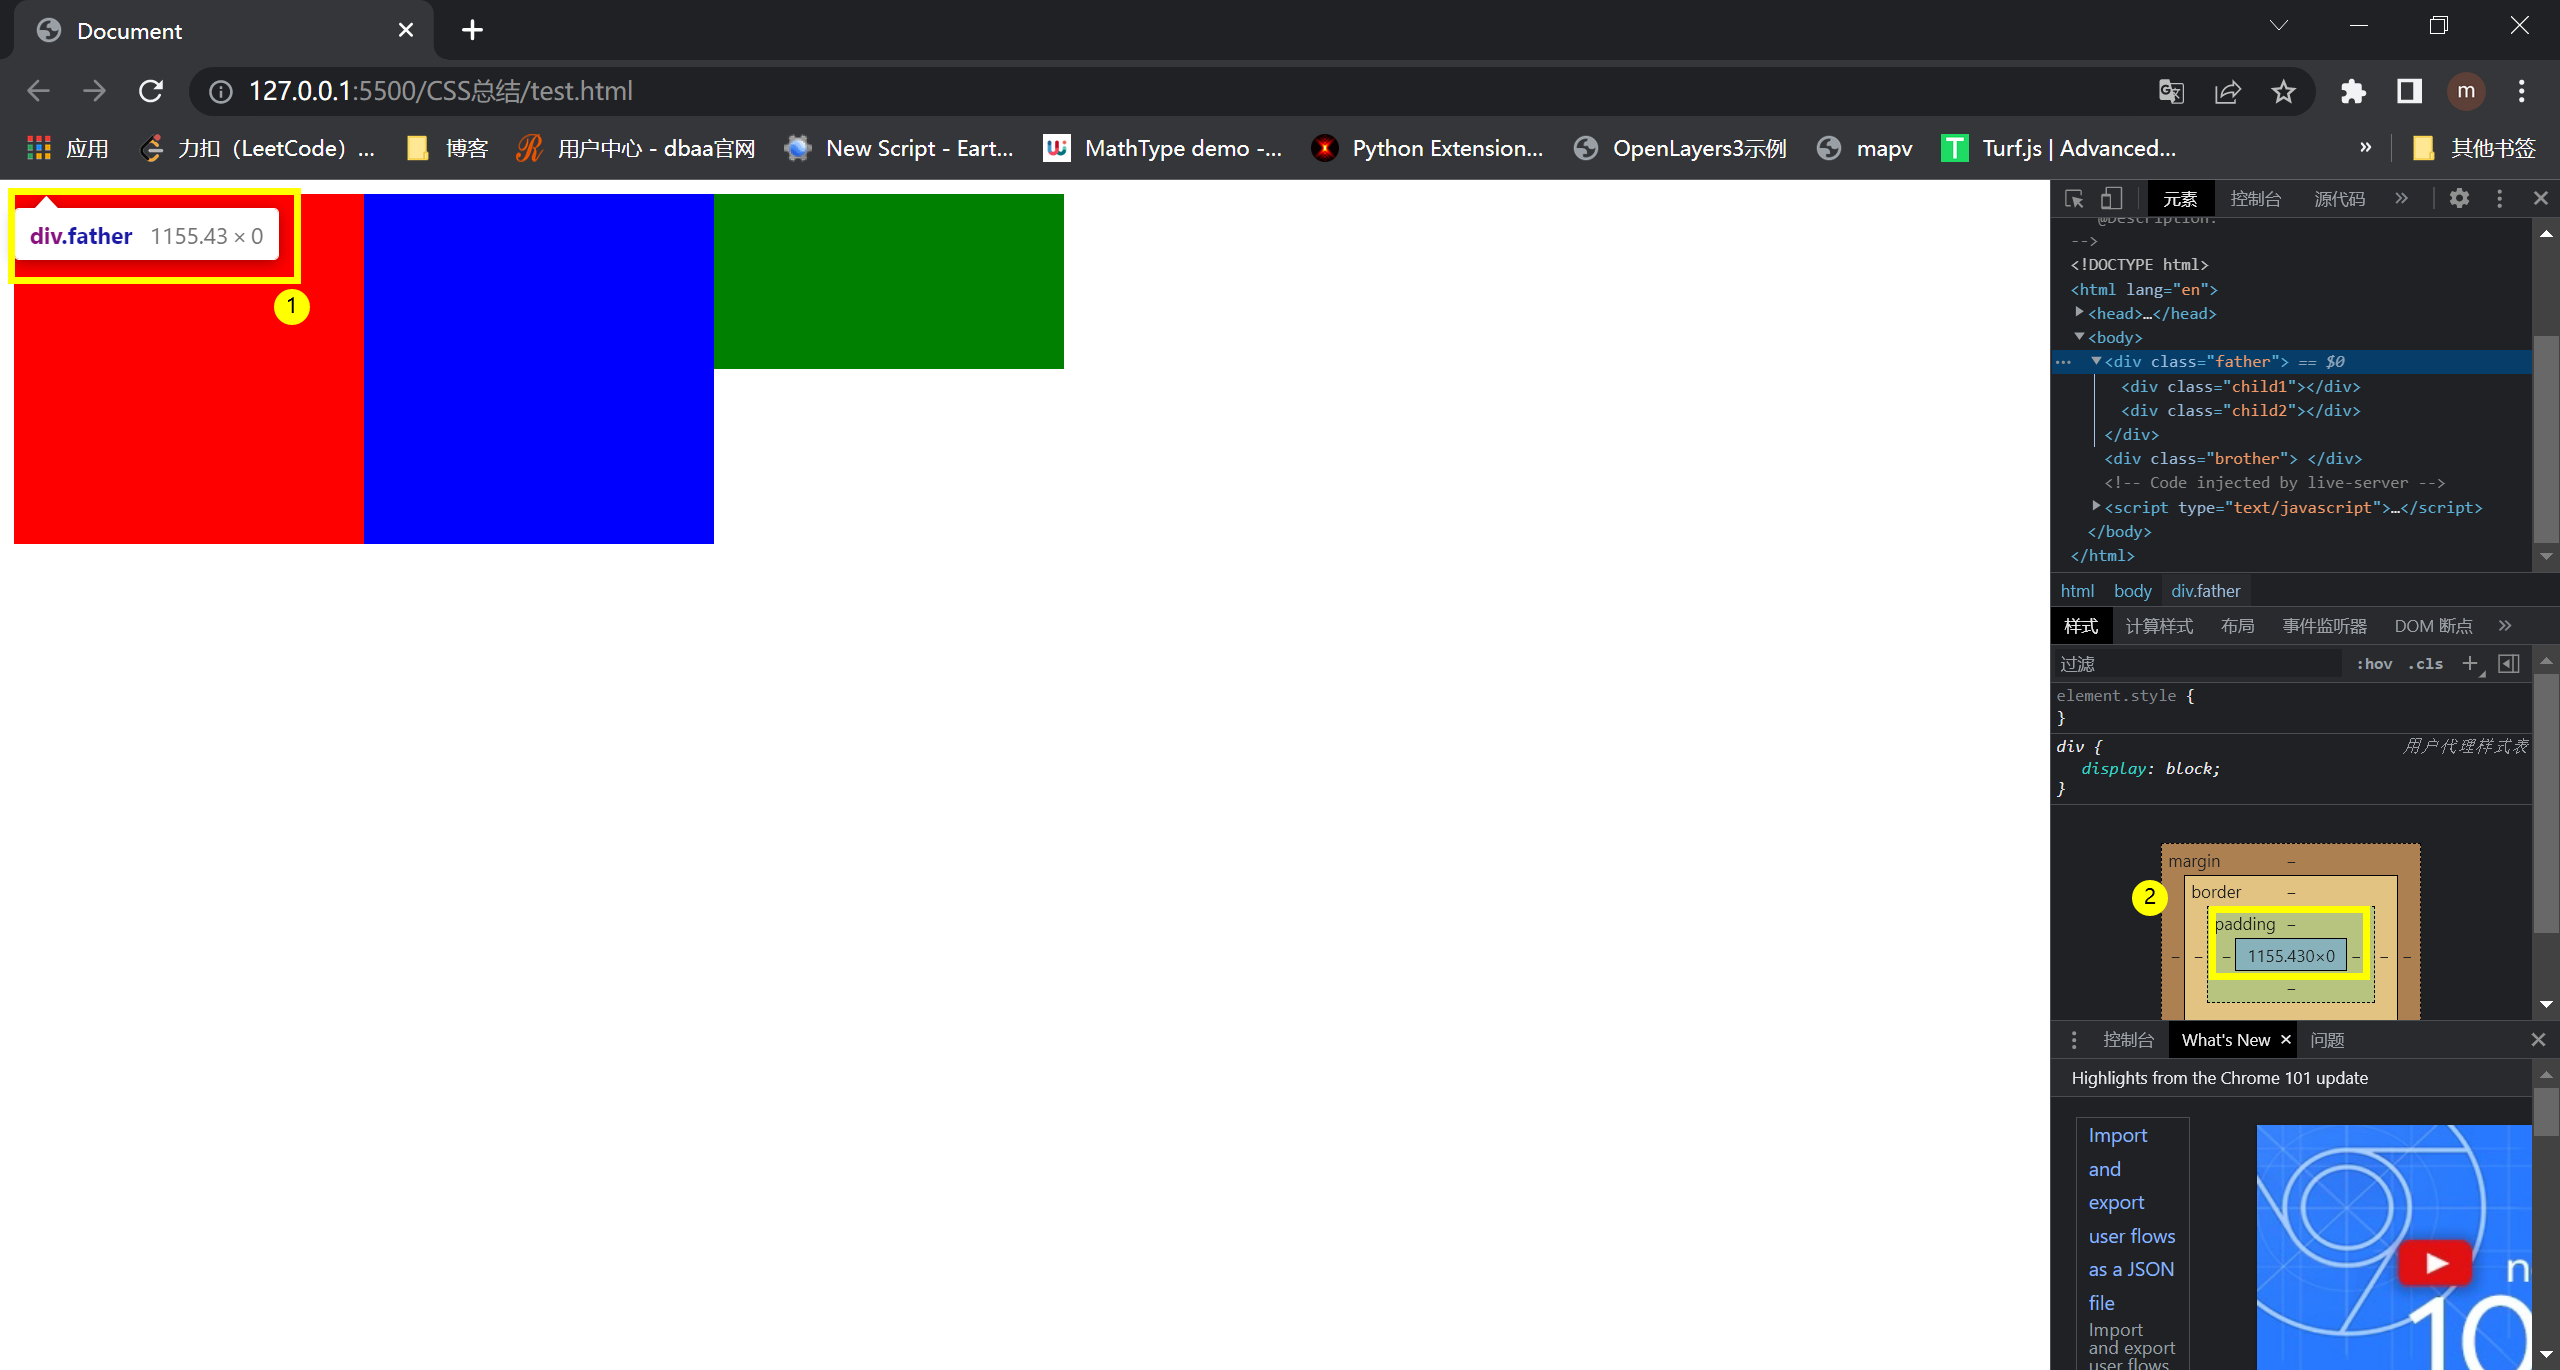 Document
127.0.0.1:5500/CSS总结/test.html
m
应用
力扣（LeetCode）...
博客
用户中心 - dbaa官网
New Script - Eart...
MathType demo -...
Python Extension...
OpenLayers3示例
mapv
T
Turf.js | Advanced...
»
其他书签
div.father 1155.43 × 0
1
元素
控制台
源代码
»
@Description:
-->
<!DOCTYPE html>
<html lang="en">
<head>…</head>
<body>
<div class="father"> == $0
<div class="child1"></div>
<div class="child2"></div>
</div>
<div class="brother"> </div>
<!-- Code injected by live-server -->
<script type="text/javascript">…</script>
</body>
</html>
html body div.father
样式 计算样式 布局 事件监听器 DOM 断点 »
过滤 :hov .cls +
element.style {
}
div { 用户代理样式表
display: block;
}
margin –
2
border –
padding –
– – – 1155.430×0 – – –
–
控制台 What's New × 问题
Highlights from the Chrome 101 update
Import
and
export
user flows
as a JSON
file
Import
and export
user flows
n
10